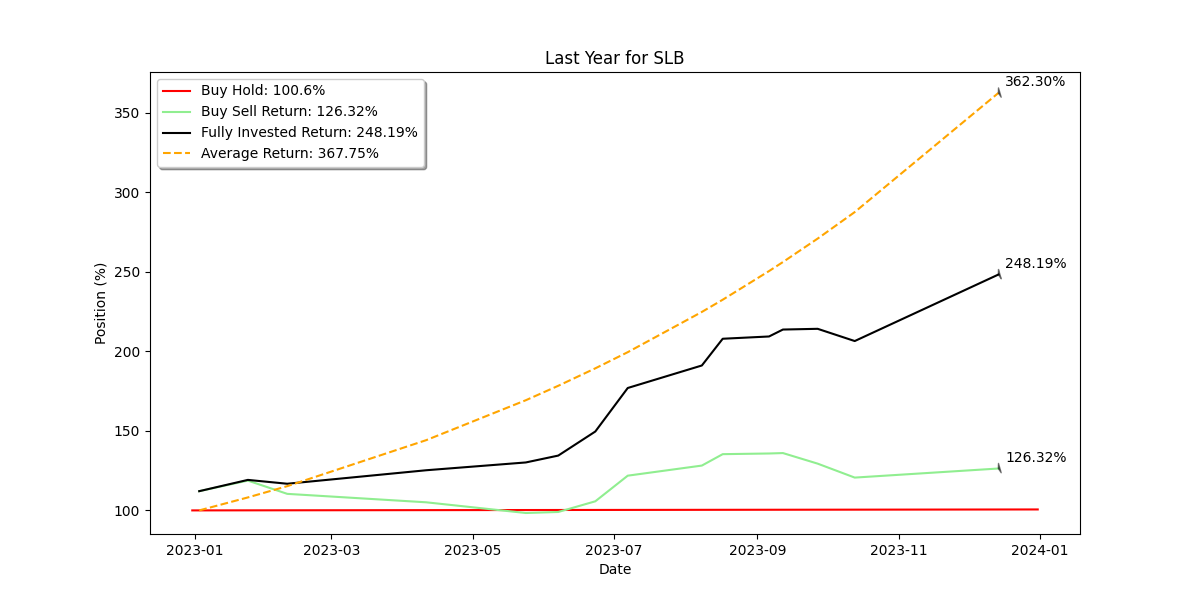 Last Year for SLB
Buy Hold: 100.6%
Buy Sell Return: 126.32%
Fully Invested Return: 248.19%
Average Return: 367.75%
362.30%
248.19%
126.32%
Position (%)
350
300
250
200
150
100
2023-01 2023-03 2023-05 2023-07 2023-09 2023-11 2024-01
Date